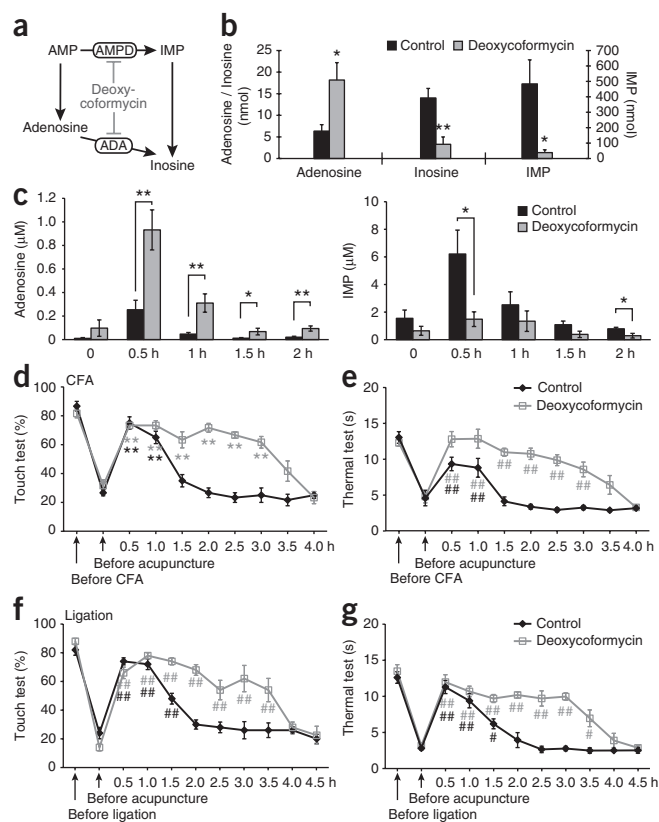 a
AMP AMPD IMP
Deoxy-
coformycin
Adenosine ADA
Inosine
b
Control Deoxycoformycin
Adenosine / Inosine
(nmol)
25
20
15
10
5
0
*
**
*
700
600
500
400
300
200
100
0
IMP (nmol)
Adenosine Inosine IMP
c
Adenosine (μM)
1.2
1.0
0.8
0.6
0.4
0.2
0
**
**
*
**
0 0.5 h 1 h 1.5 h 2 h
IMP (μM)
10
8
6
4
2
0
Control
Deoxycoformycin
*
*
0 0.5 h 1 h 1.5 h 2 h
d
CFA
Touch test (%)
100
80
60
40
20
0
** ** ** ** ** **
** **
0.5 1.0 1.5 2.0 2.5 3.0 3.5 4.0 h
Before acupuncture
Before CFA
e
Control
Deoxycoformycin
Thermal test (s)
20
15
10
5
0
## ## ## ## ## ##
## ##
0.5 1.0 1.5 2.0 2.5 3.0 3.5 4.0 h
Before acupuncture
Before CFA
f
Ligation
Touch test (%)
100
80
60
40
20
0
## ## ## ## ## ## ##
## ## ##
0.5 1.0 1.5 2.0 2.5 3.0 3.5 4.0 4.5 h
Before acupuncture
Before ligation
g
Control
Deoxycoformycin
Thermal test (s)
20
15
10
5
0
## ## ## ## ## ## #
## ## #
0.5 1.0 1.5 2.0 2.5 3.0 3.5 4.0 4.5 h
Before acupuncture
Before ligation